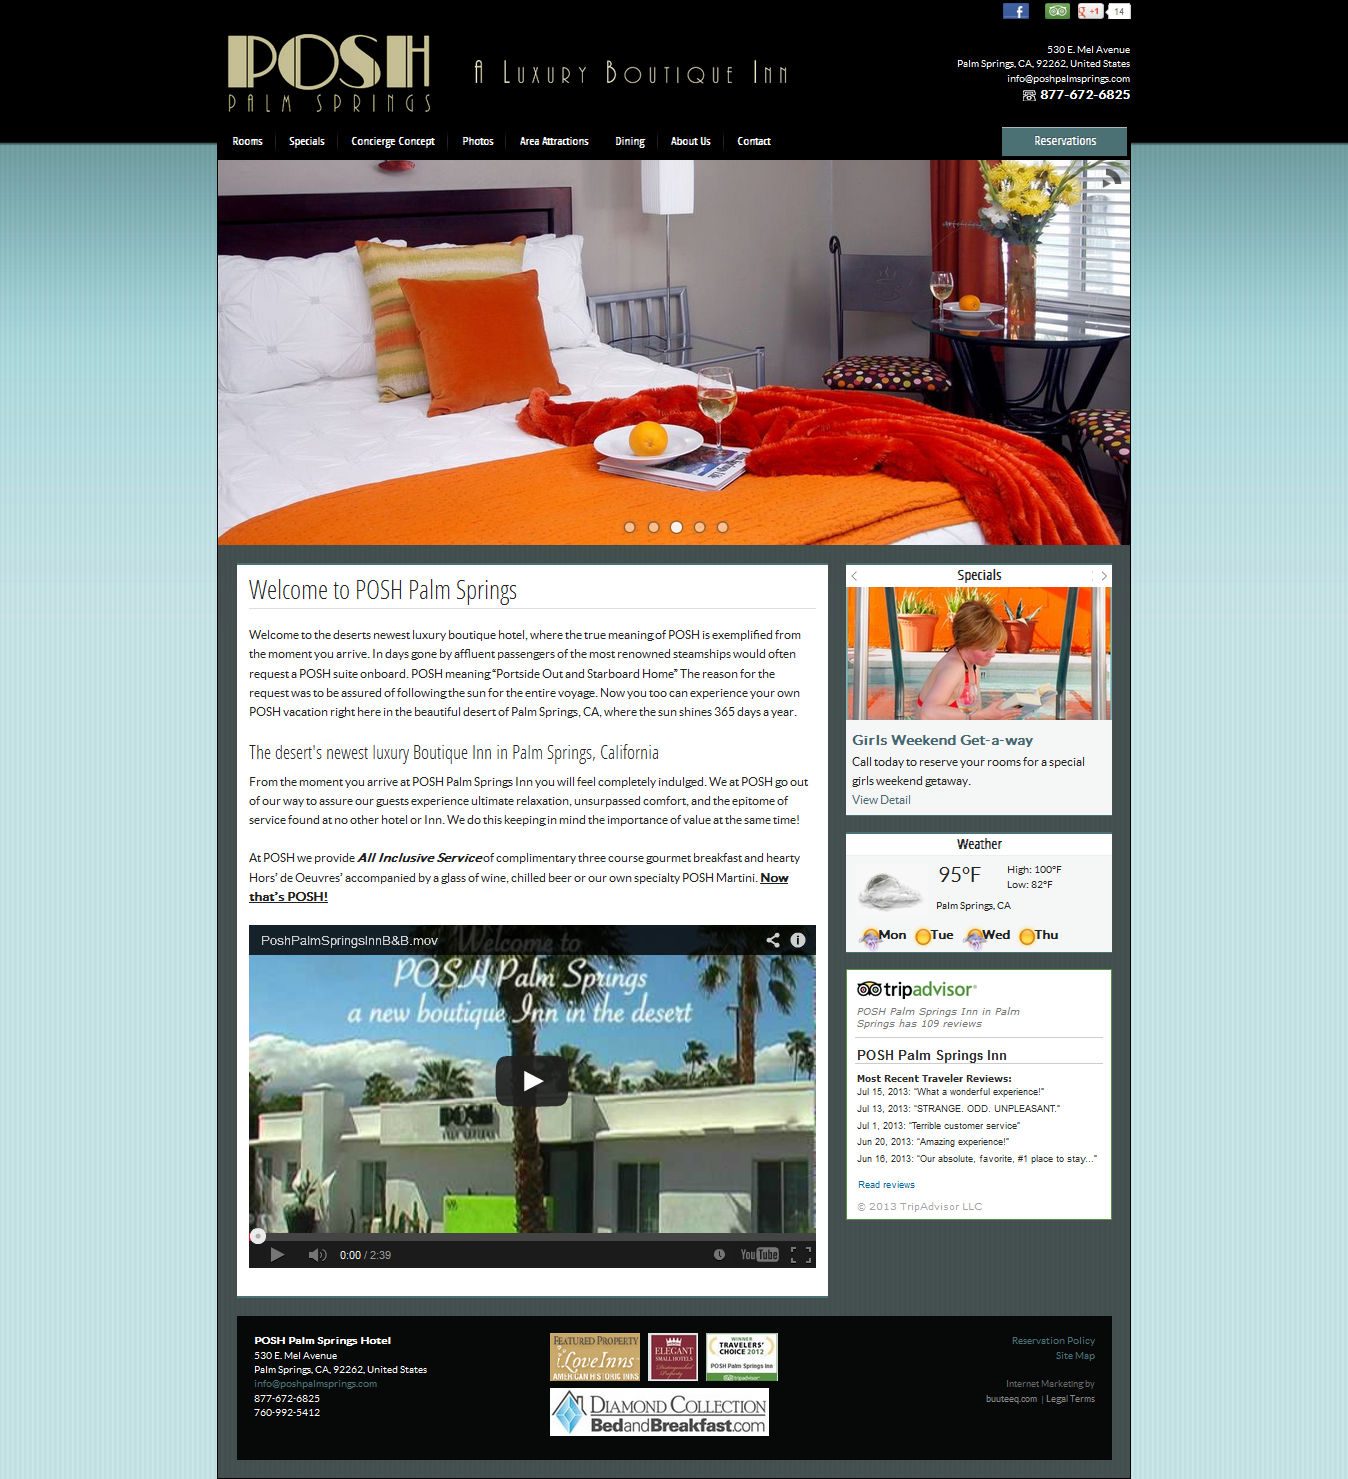 +1
14
POSH
PALM SPRINGS
A LUXURY BOUTIQUE INN
530 E. Mel Avenue
Palm Springs, CA, 92262, United States
info@poshpalmsprings.com
877-672-6825
Rooms
Specials
Concierge Concept
Photos
Area Attractions
Dining
About Us
Contact
Reservations
Welcome to POSH Palm Springs
Welcome to the deserts newest luxury boutique hotel, where the true meaning of POSH is exemplified from
the moment you arrive. In days gone by affluent passengers of the most renowned steamships would often
request a POSH suite onboard. POSH meaning “Portside Out and Starboard Home” The reason for the
request was to be assured of following the sun for the entire voyage. Now you too can experience your own
POSH vacation right here in the beautiful desert of Palm Springs, CA, where the sun shines 365 days a year.
The desert's newest luxury Boutique Inn in Palm Springs, California
From the moment you arrive at POSH Palm Springs Inn you will feel completely indulged. We at POSH go out
of our way to assure our guests experience ultimate relaxation, unsurpassed comfort, and the epitome of
service found at no other hotel or Inn. We do this keeping in mind the importance of value at the same time!
At POSH we provide All Inclusive Service of complimentary three course gourmet breakfast and hearty
Hors’ de Oeuvres’ accompanied by a glass of wine, chilled beer or our own specialty POSH Martini. Now
that’s POSH!
PoshPalmSpringsInnB&B.mov
Welcome to
POSH Palm Springs
a new boutique Inn in the desert
POSH
0:00 / 2:39
YouTube
Specials
Girls Weekend Get-a-way
Call today to reserve your rooms for a special
girls weekend getaway.
View Detail
Weather
95°F
High: 100°F
Low: 82°F
Palm Springs, CA
Mon
Tue
Wed
Thu
tripadvisor
POSH Palm Springs Inn in Palm
Springs has 109 reviews
POSH Palm Springs Inn
Most Recent Traveler Reviews:
Jul 15, 2013: “What a wonderful experience!”
Jul 13, 2013: “STRANGE. ODD. UNPLEASANT.”
Jul 1, 2013: “Terrible customer service”
Jun 20, 2013: “Amazing experience!”
Jun 16, 2013: “Our absolute, favorite, #1 place to stay...”
Read reviews
© 2013 TripAdvisor LLC
POSH Palm Springs Hotel
530 E. Mel Avenue
Palm Springs, CA, 92262, United States
info@poshpalmsprings.com
877-672-6825
760-992-5412
FEATURED PROPERTY
iLoveInns
AMERICAN HISTORIC INNS
ELEGANT
SMALL HOTELS
Distinguished
Property
WINNER
TRAVELERS’
CHOICE 2012
POSH Palm Springs Inn
tripadvisor
DIAMOND COLLECTION
BedandBreakfast.com
Reservation Policy
Site Map
Internet Marketing by
buuteeq.com | Legal Terms